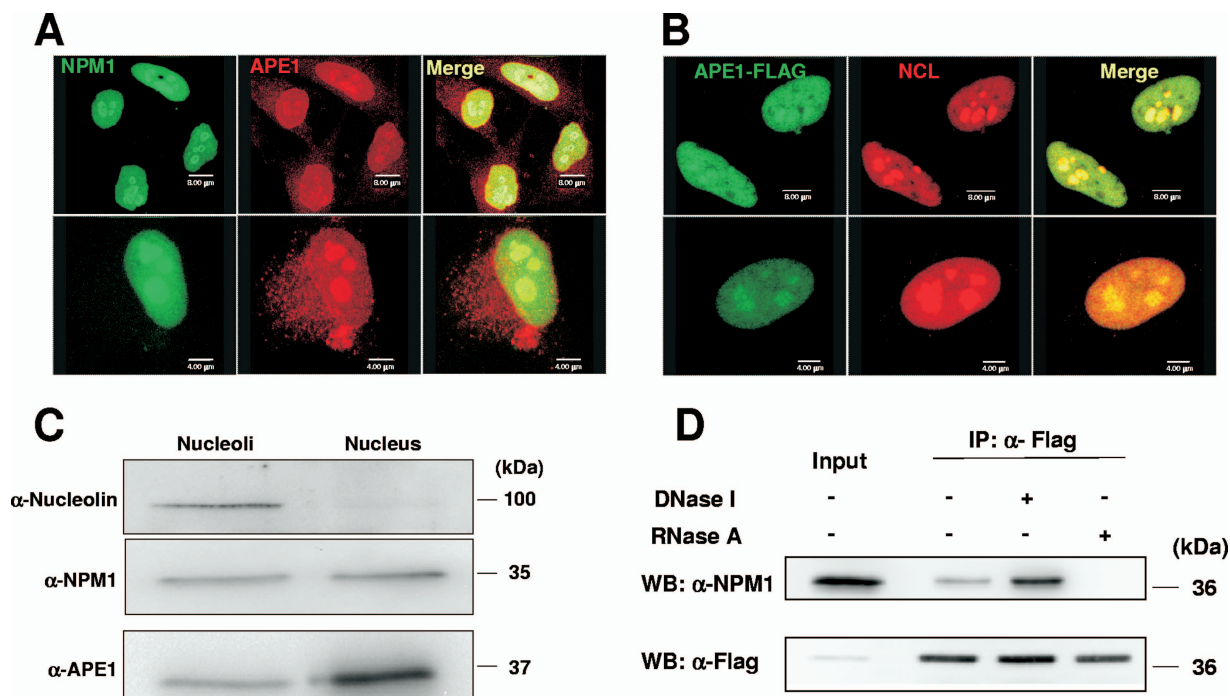 A
NPM1 APE1 Merge
8.00 µm 8.00 µm 8.00 µm
4.00 µm 4.00 µm 4.00 µm
B
APE1-FLAG NCL Merge
8.00 µm 8.00 µm 8.00 µm
4.00 µm 4.00 µm 4.00 µm
C
Nucleoli Nucleus
(kDa)
α-Nucleolin 100
α-NPM1 35
α-APE1 37
D
IP: α- Flag
Input
DNase I - - + -
RNase A - - - +
(kDa)
WB: α-NPM1 36
WB: α-Flag 36